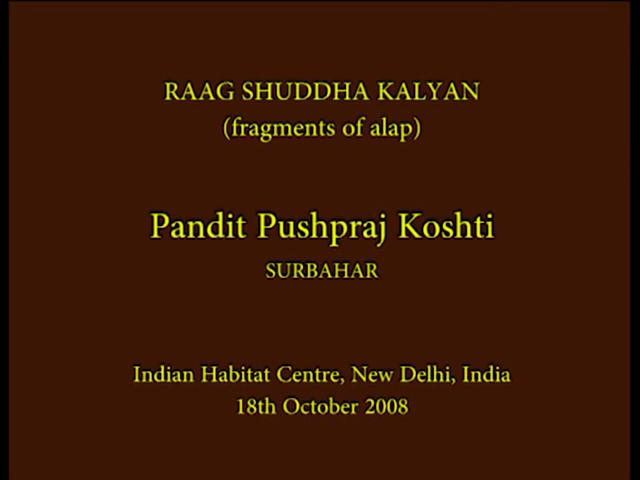 RAAG SHUDDHA KALYAN
(fragments of alap)
Pandit Pushpraj Koshti
SURBAHAR
Indian Habitat Centre, New Delhi, India
18th October 2008